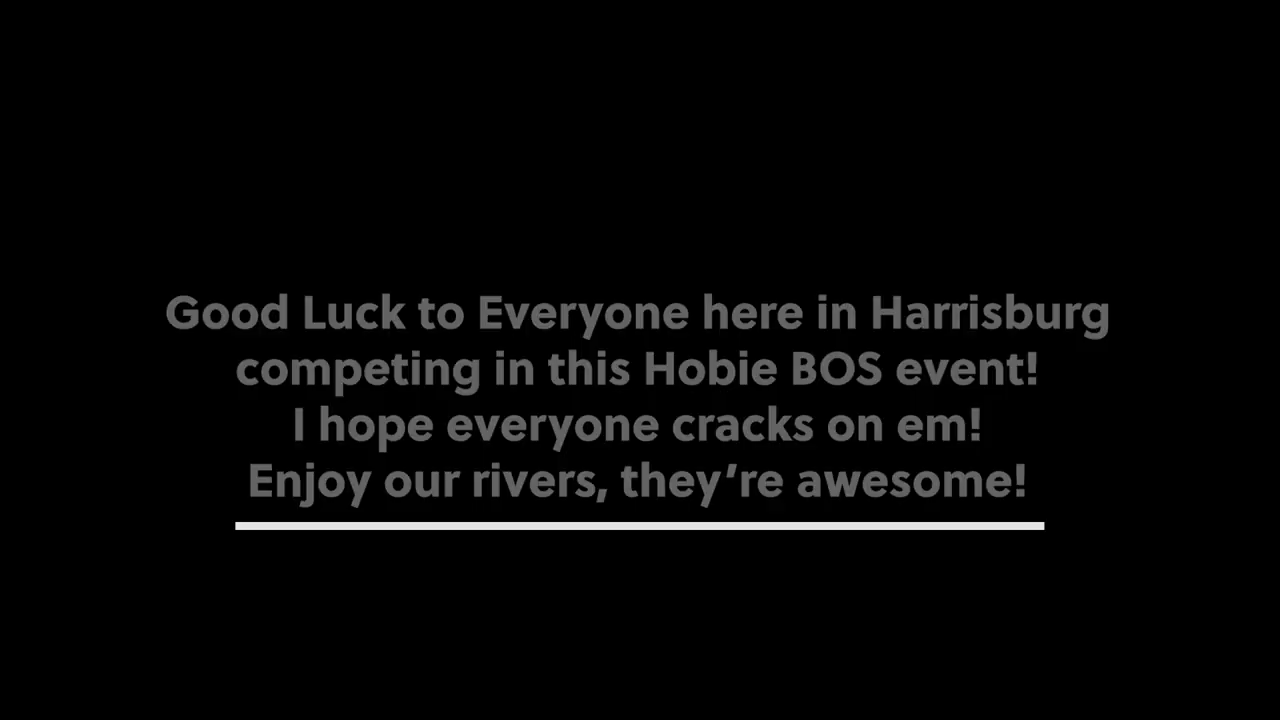 Good Luck to Everyone here in Harrisburg
competing in this Hobie BOS event!
I hope everyone cracks on em!
Enjoy our rivers, they’re awesome!